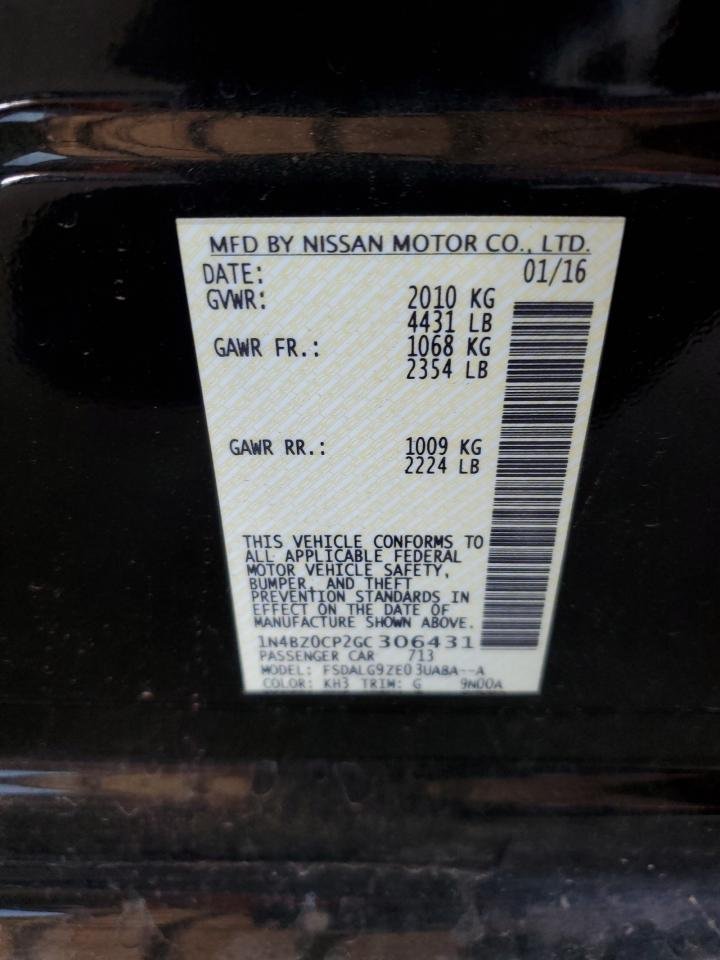 MFD BY NISSAN MOTOR CO., LTD.
DATE: 01/16
GVWR: 2010 KG
4431 LB
GAWR FR.: 1068 KG
2354 LB
GAWR RR.: 1009 KG
2224 LB
THIS VEHICLE CONFORMS TO
ALL APPLICABLE FEDERAL
MOTOR VEHICLE SAFETY,
BUMPER, AND THEFT
PREVENTION STANDARDS IN
EFFECT ON THE DATE OF
MANUFACTURE SHOWN ABOVE.
1N4BZ0CP2GC306431
PASSENGER CAR 713
MODEL: FSDALG9ZE03UABA--A
COLOR: KH3 TRIM: G 9N00A